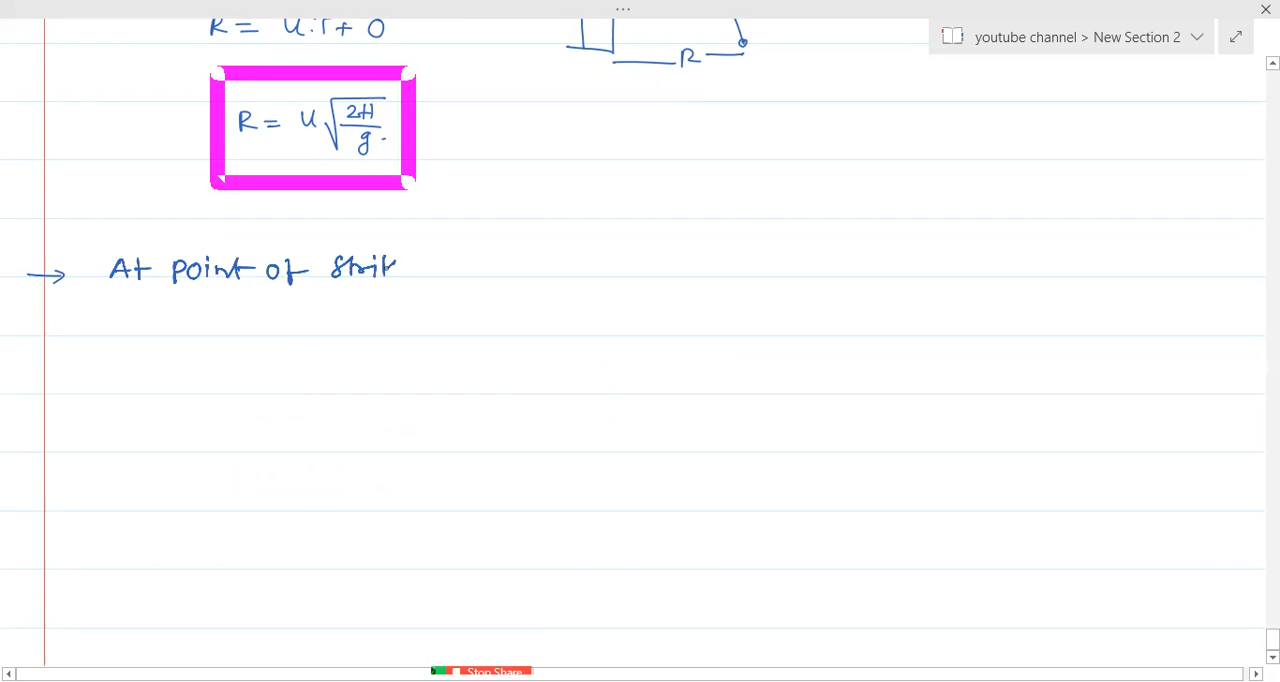 R = u.T + 0
R
youtube channel > New Section 2
R = u√(2H/g).
→ At point of strik
Stop Share